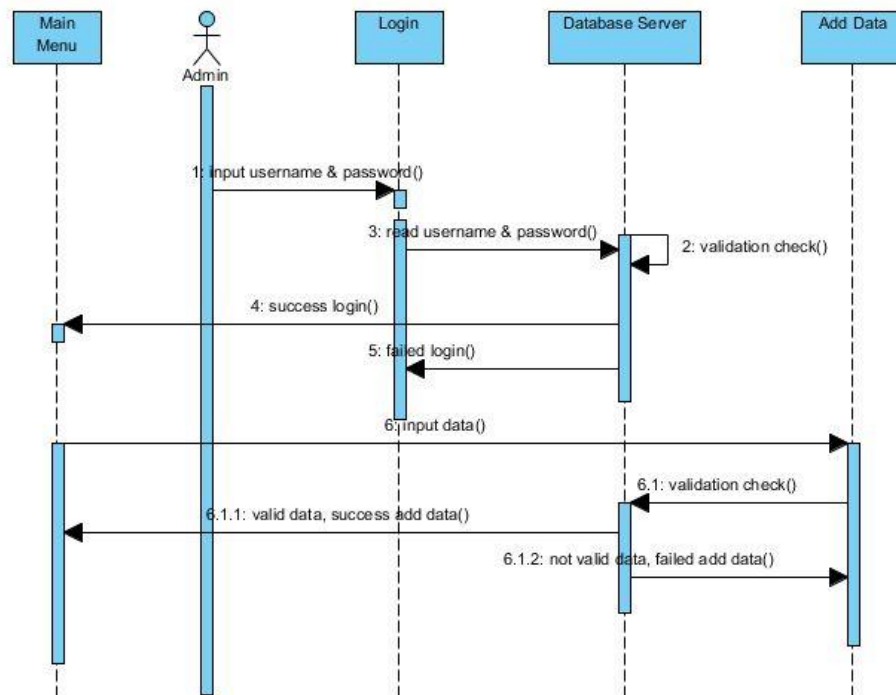 Main
Menu
Admin
Login
Database Server
Add Data
1: input username & password()
3: read username & password()
2: validation check()
4: success login()
5: failed login()
6: input data()
6.1: validation check()
6.1.1: valid data, success add data()
6.1.2: not valid data, failed add data()